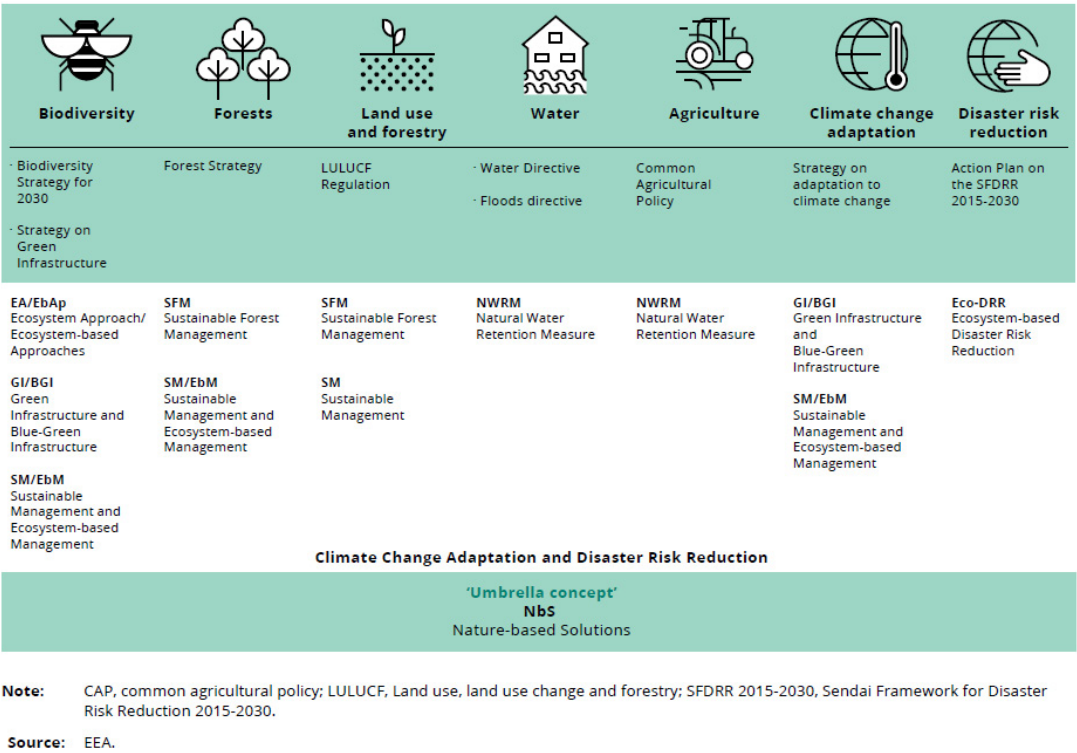 Biodiversity
Forests
Land use
and forestry
Water
Agriculture
Climate change
adaptation
Disaster risk
reduction
· Biodiversity
Strategy for
2030
· Strategy on
Green
Infrastructure
Forest Strategy
LULUCF
Regulation
· Water Directive
· Floods directive
Common
Agricultural
Policy
Strategy on
adaptation to
climate change
Action Plan on
the SFDRR
2015-2030
EA/EbAp
Ecosystem Approach/
Ecosystem-based
Approaches
GI/BGI
Green
Infrastructure and
Blue-Green
Infrastructure
SM/EbM
Sustainable
Management and
Ecosystem-based
Management
SFM
Sustainable Forest
Management
SM/EbM
Sustainable
Management and
Ecosystem-based
Management
SFM
Sustainable Forest
Management
SM
Sustainable
Management
NWRM
Natural Water
Retention Measure
NWRM
Natural Water
Retention Measure
GI/BGI
Green Infrastructure
and
Blue-Green
Infrastructure
SM/EbM
Sustainable
Management and
Ecosystem-based
Management
Eco-DRR
Ecosystem-based
Disaster Risk
Reduction
Climate Change Adaptation and Disaster Risk Reduction
‘Umbrella concept’
NbS
Nature-based Solutions
Note: CAP, common agricultural policy; LULUCF, Land use, land use change and forestry; SFDRR 2015-2030, Sendai Framework for Disaster
Risk Reduction 2015-2030.
Source: EEA.